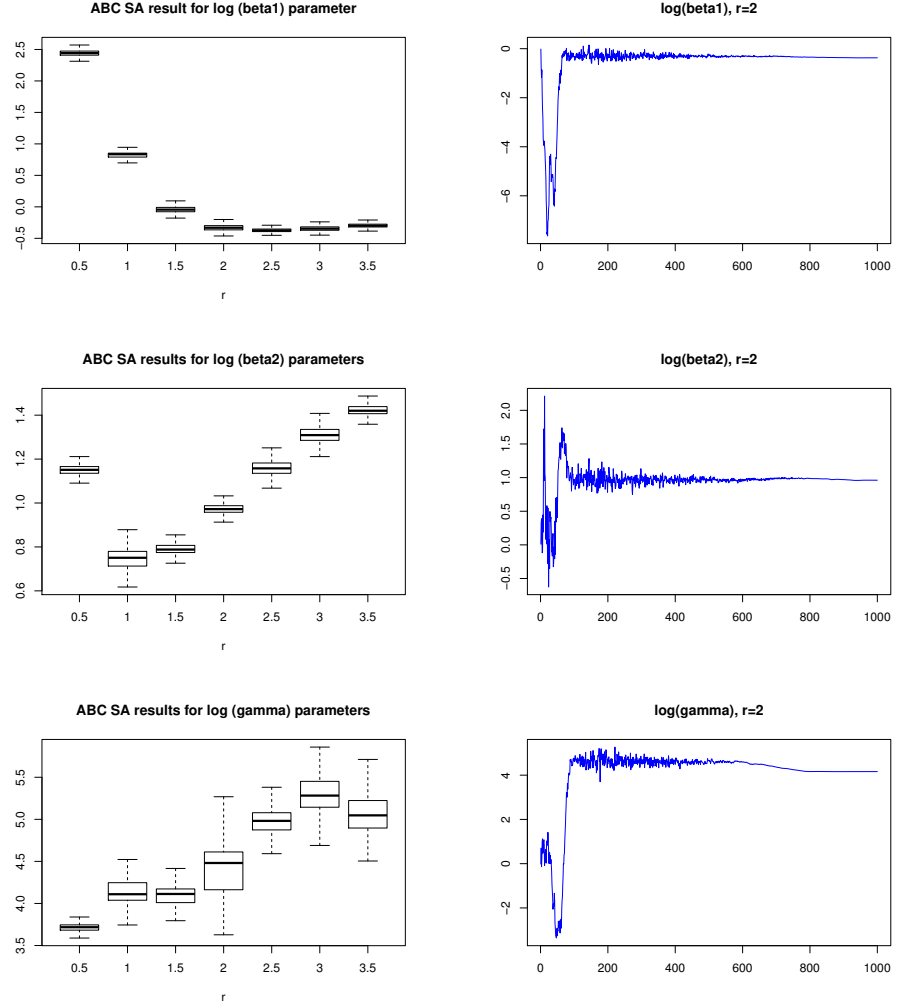 ABC SA result for log (beta1) parameter
2.5
2.0
1.5
1.0
0.5
0.0
−0.5
0.5 1 1.5 2 2.5 3 3.5
r
log(beta1), r=2
0
−2
−4
−6
0 200 400 600 800 1000
ABC SA results for log (beta2) parameters
1.4
1.2
1.0
0.8
0.6
0.5 1 1.5 2 2.5 3 3.5
r
log(beta2), r=2
2.0
1.5
1.0
0.5
0.0
−0.5
0 200 400 600 800 1000
ABC SA results for log (gamma) parameters
5.5
5.0
4.5
4.0
3.5
0.5 1 1.5 2 2.5 3 3.5
r
log(gamma), r=2
4
2
0
−2
0 200 400 600 800 1000